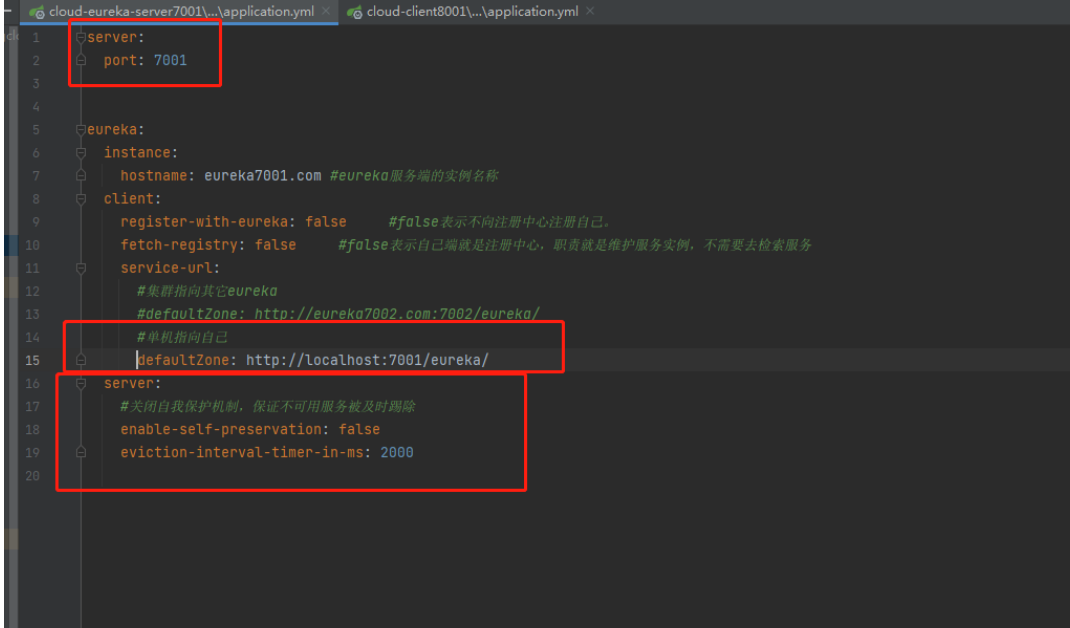 cloud-eureka-server7001\...\application.yml × cloud-client8001\...\application.yml ×
1 server:
2 port: 7001
3
4
5 eureka:
6 instance:
7 hostname: eureka7001.com #eureka服务端的实例名称
8 client:
9 register-with-eureka: false #false表示不向注册中心注册自己。
10 fetch-registry: false #false表示自己端就是注册中心，职责就是维护服务实例，不需要去检索服务
11 service-url:
12 #集群指向其它eureka
13 #defaultZone: http://eureka7002.com:7002/eureka/
14 #单机指向自己
15 defaultZone: http://localhost:7001/eureka/
16 server:
17 #关闭自我保护机制，保证不可用服务被及时踢除
18 enable-self-preservation: false
19 eviction-interval-timer-in-ms: 2000
20